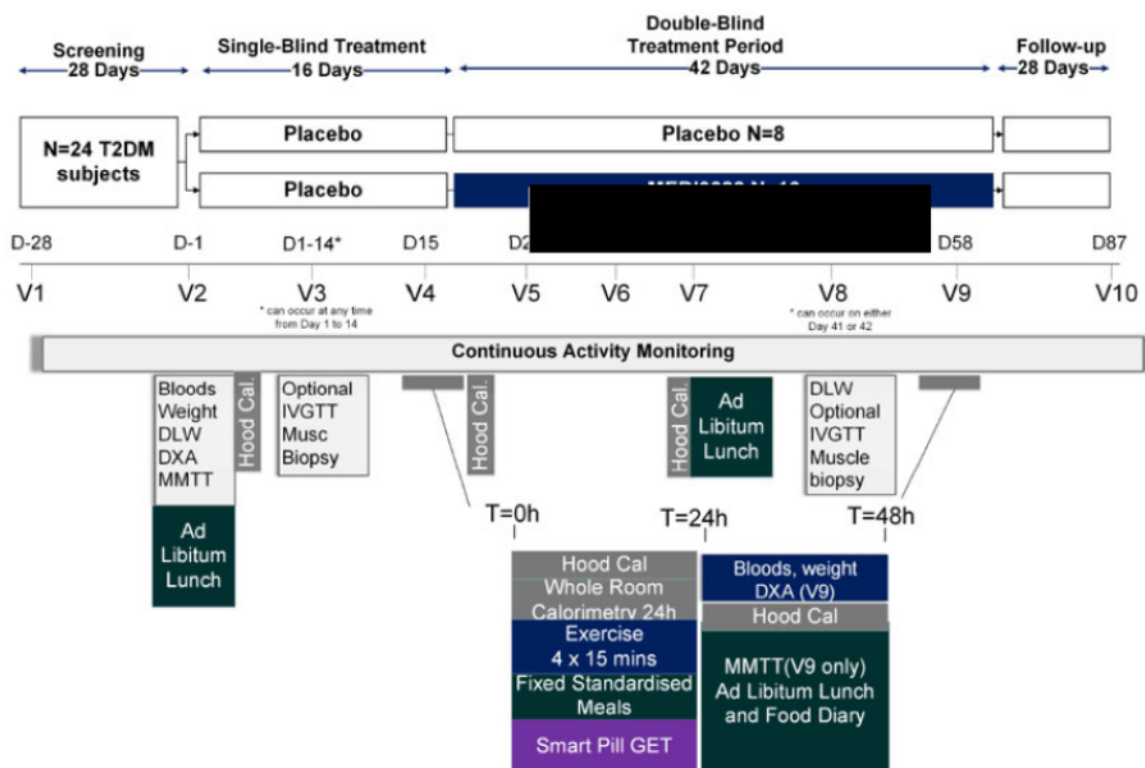 Screening
28 Days
Single-Blind Treatment
16 Days
Double-Blind
Treatment Period
42 Days
Follow-up
28 Days
N=24 T2DM
subjects
Placebo
Placebo N=8
Placebo
D-28 D-1 D1-14* D15 D58 D87
V1 V2 V3 V4 V5 V6 V7 V8 V9 V10
* can occur at any time
from Day 1 to 14
* can occur on either
Day 41 or 42
Continuous Activity Monitoring
Bloods
Weight
DLW
DXA
MMTT
Ad
Libitum
Lunch
Hood Cal.
Optional
IVGTT
Musc
Biopsy
Hood Cal.
Hood Cal
Ad
Libitum
Lunch
DLW
Optional
IVGTT
Muscle
biopsy
T=0h T=24h T=48h
Hood Cal
Whole Room
Calorimetry 24h
Exercise
4 x 15 mins
Fixed Standardised
Meals
Smart Pill GET
Bloods, weight
DXA (V9)
Hood Cal
MMTT(V9 only)
Ad Libitum Lunch
and Food Diary